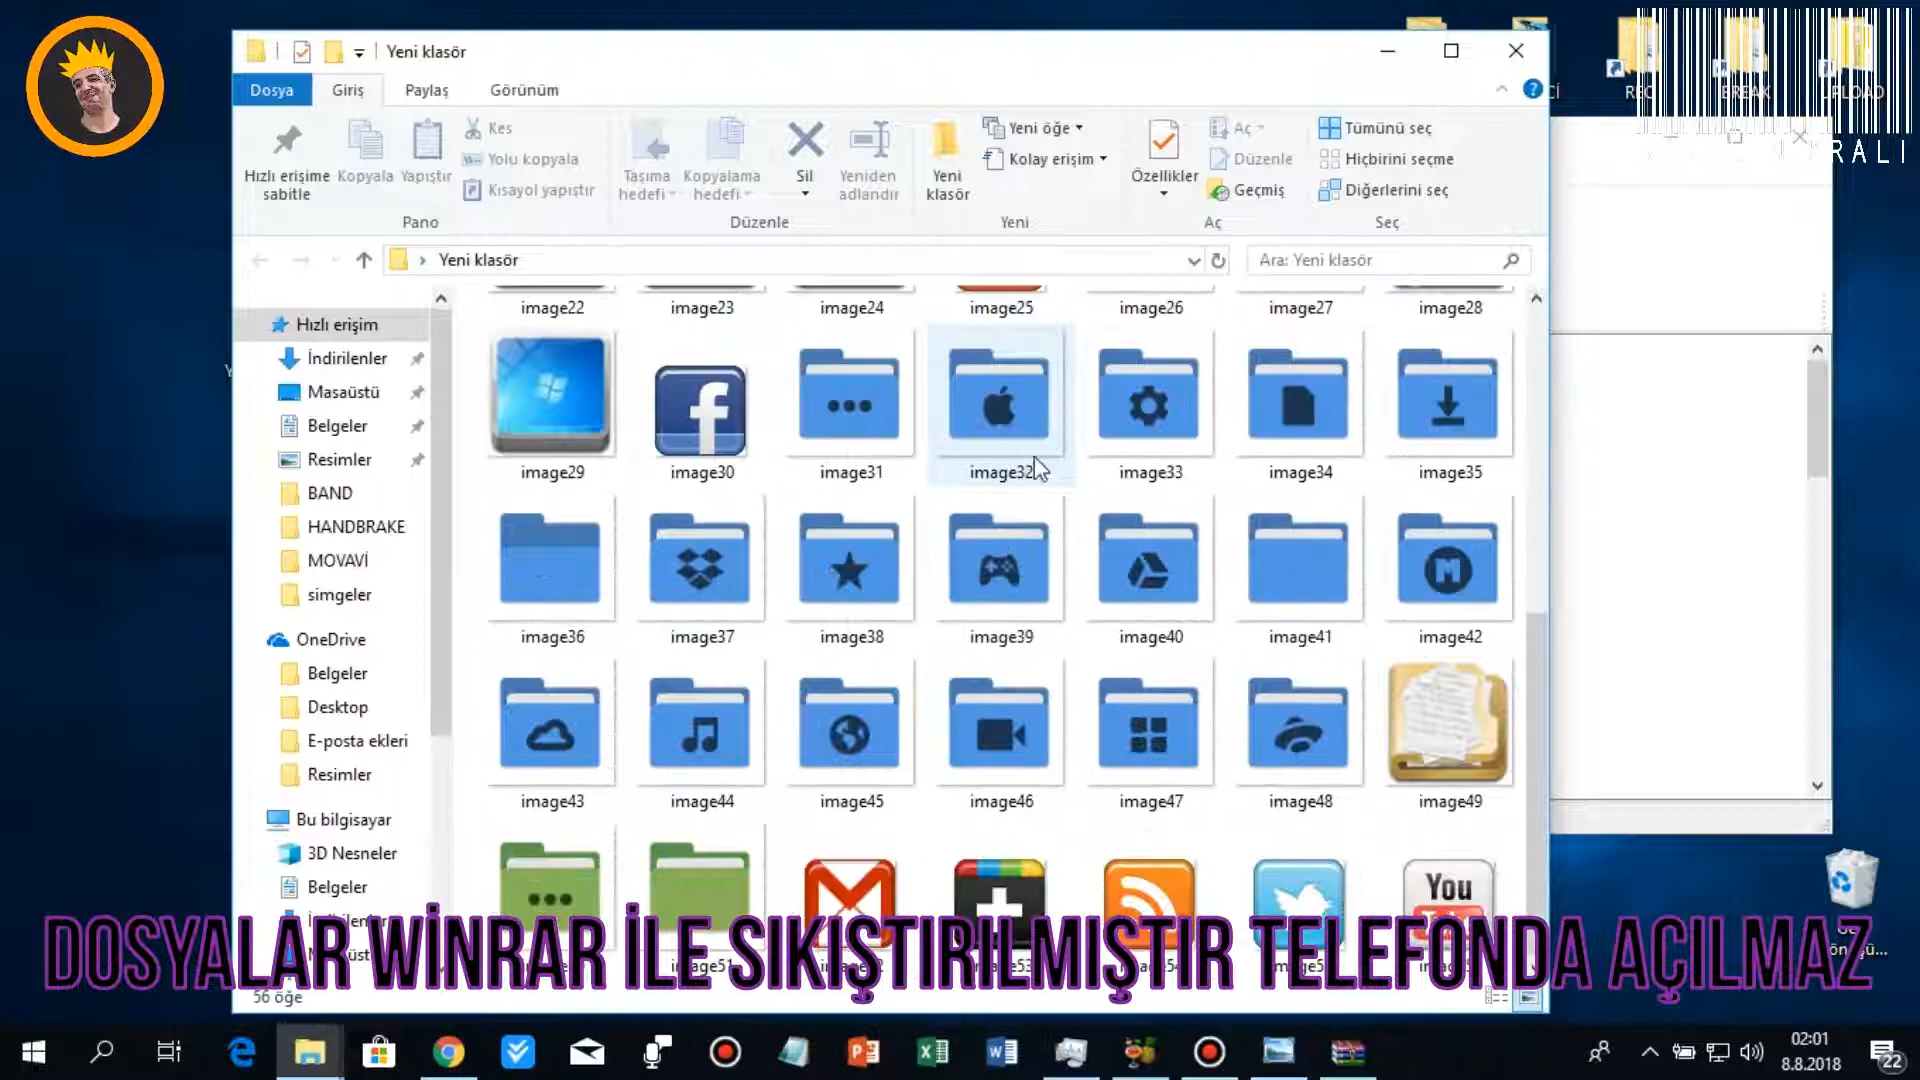 Yeni klasör
Dosya Giriş Paylaş Görünüm
Hızlı erişime sabitle
Kopyala
Yapıştır
Kes
Yolu kopyala
Kısayol yapıştır
Pano
Taşıma hedefi
Kopyalama hedefi
Sil
Yeniden adlandır
Düzenle
Yeni klasör
Yeni öğe
Kolay erişim
Yeni
Özellikler
Aç
Düzenle
Geçmiş
Aç
Tümünü seç
Hiçbirini seçme
Diğerlerini seç
Seç
Yeni klasör
Ara: Yeni klasör
Hızlı erişim
İndirilenler
Masaüstü
Belgeler
Resimler
BAND
HANDBRAKE
MOVAVİ
simgeler
OneDrive
Belgeler
Desktop
E-posta ekleri
Resimler
Bu bilgisayar
3D Nesneler
Belgeler
image22 image23 image24 image25 image26 image27 image28
image29 image30 image31 image32 image33 image34 image35
image36 image37 image38 image39 image40 image41 image42
image43 image44 image45 image46 image47 image48 image49
You
DOSYALAR WİNRAR İLE SIKIŞTIRILMIŞTIR TELEFONDA AÇILMAZ
56 öğe
02:01
8.8.2018
22